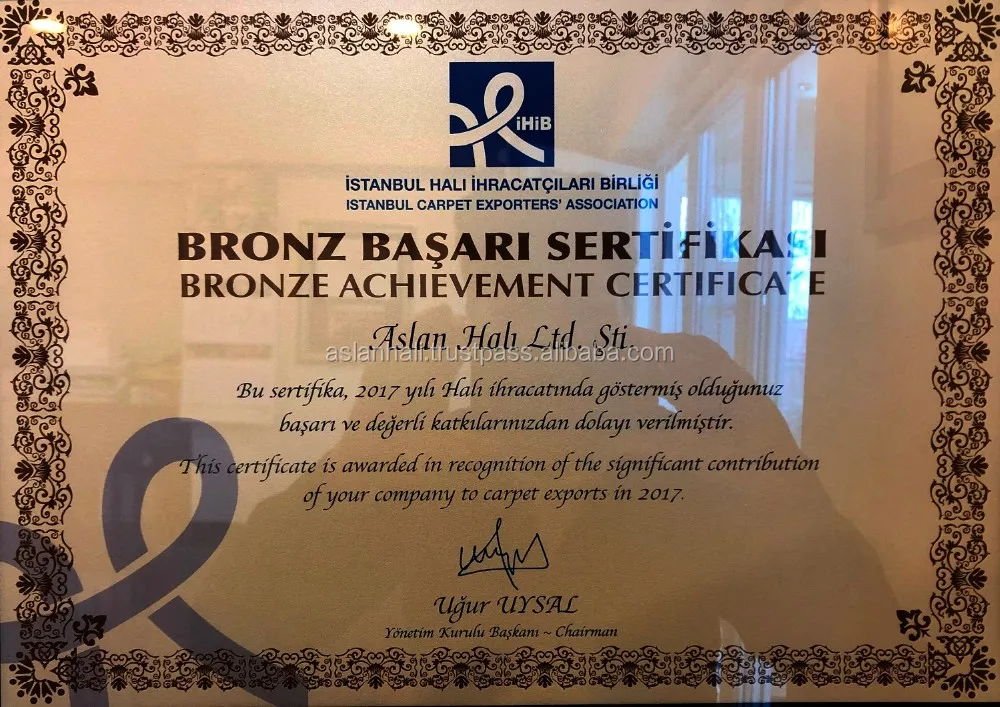 iHiB
İSTANBUL HALI İHRACATÇILARI BİRLİĞİ
ISTANBUL CARPET EXPORTERS' ASSOCIATION
BRONZ BAŞARI SERTİFİKASI
BRONZE ACHIEVEMENT CERTIFICATE
Aslan Halı Ltd. Şti.
aslanhali.trustpass.alibaba.com
Bu sertifika, 2017 yılı Halı ihracatında göstermiş olduğunuz
başarı ve değerli katkılarınızdan dolayı verilmiştir.
This certificate is awarded in recognition of the significant contribution
of your company to carpet exports in 2017.
Uğur UYSAL
Yönetim Kurulu Başkanı ~ Chairman